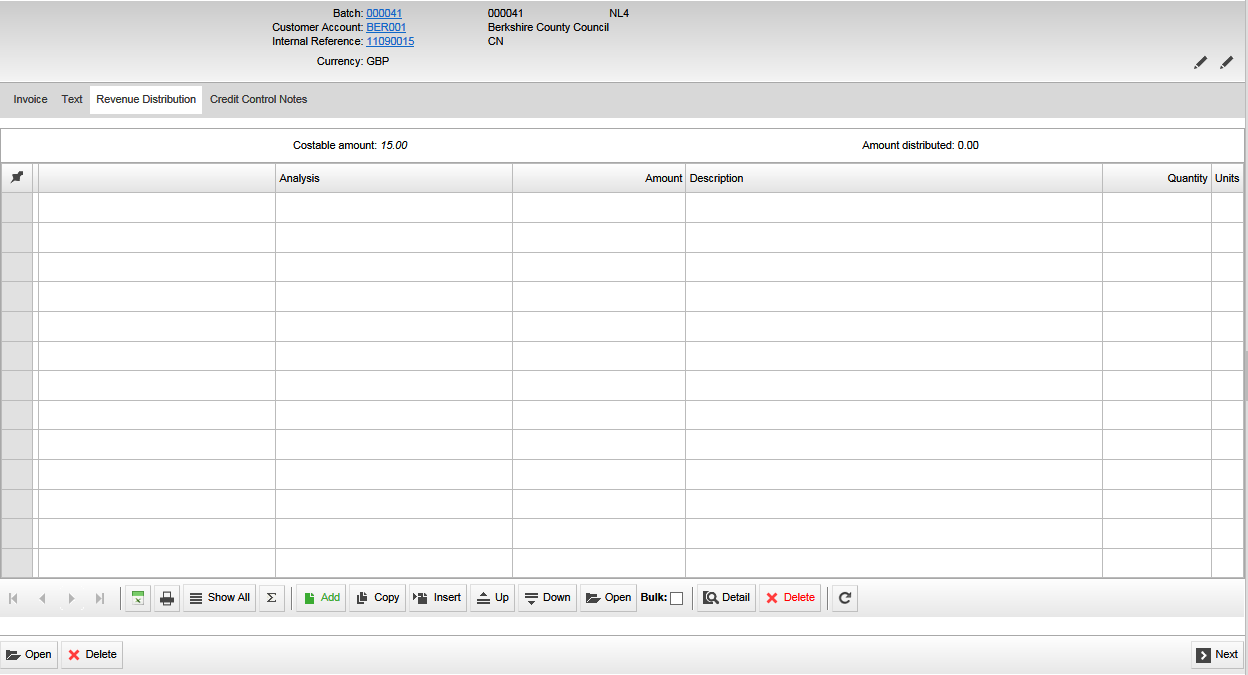 Batch: 000041 000041 NL4
Customer Account: BER001 Berkshire County Council
Internal Reference: 11090015 CN
Currency: GBP
Invoice Text Revenue Distribution Credit Control Notes
Costable amount: 15.00 Amount distributed: 0.00
Analysis Amount Description Quantity Units
Show All Σ Add Copy Insert Up Down Open Bulk: Detail Delete
Open Delete Next